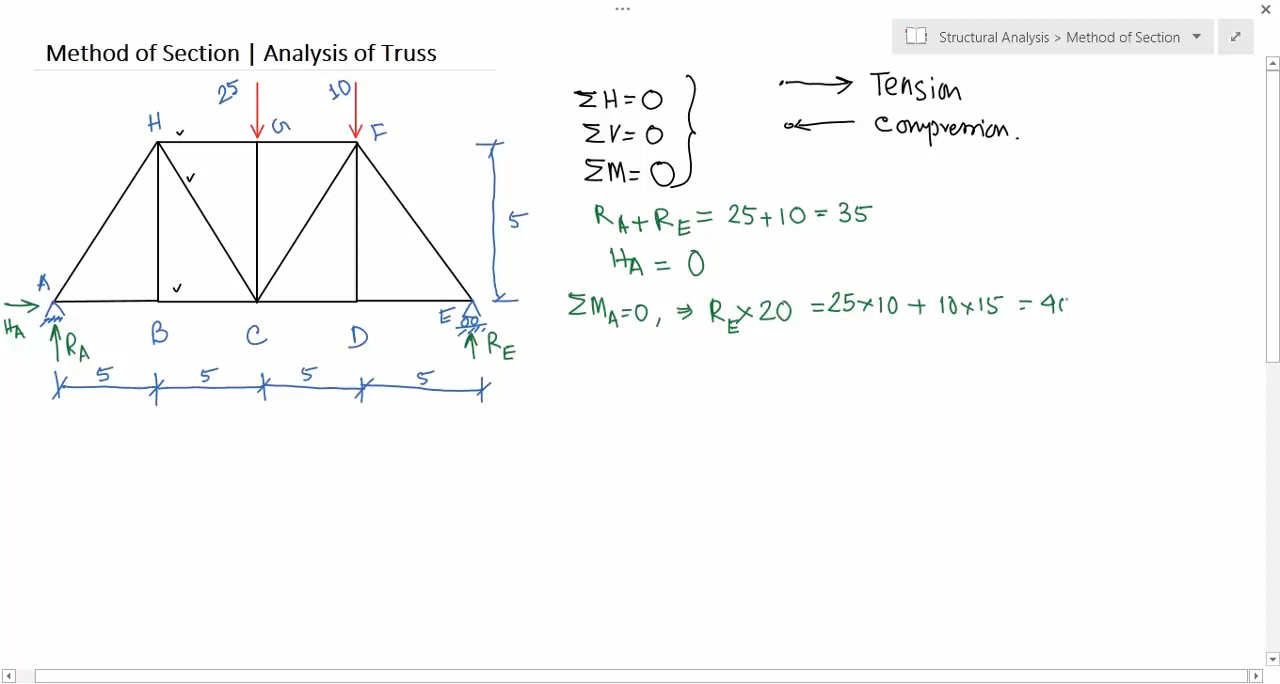 ...
Structural Analysis > Method of Section
Method of Section | Analysis of Truss
25
10
H
G
F
5
A
E
B
C
D
HA
RA
RE
5 5 5 5
ΣH = 0
ΣV = 0
ΣM = 0
Tension
Compression.
RA + RE = 25 + 10 = 35
HA = 0
ΣMA = 0, ⇒ RE × 20 = 25×10 + 10×15 = 40